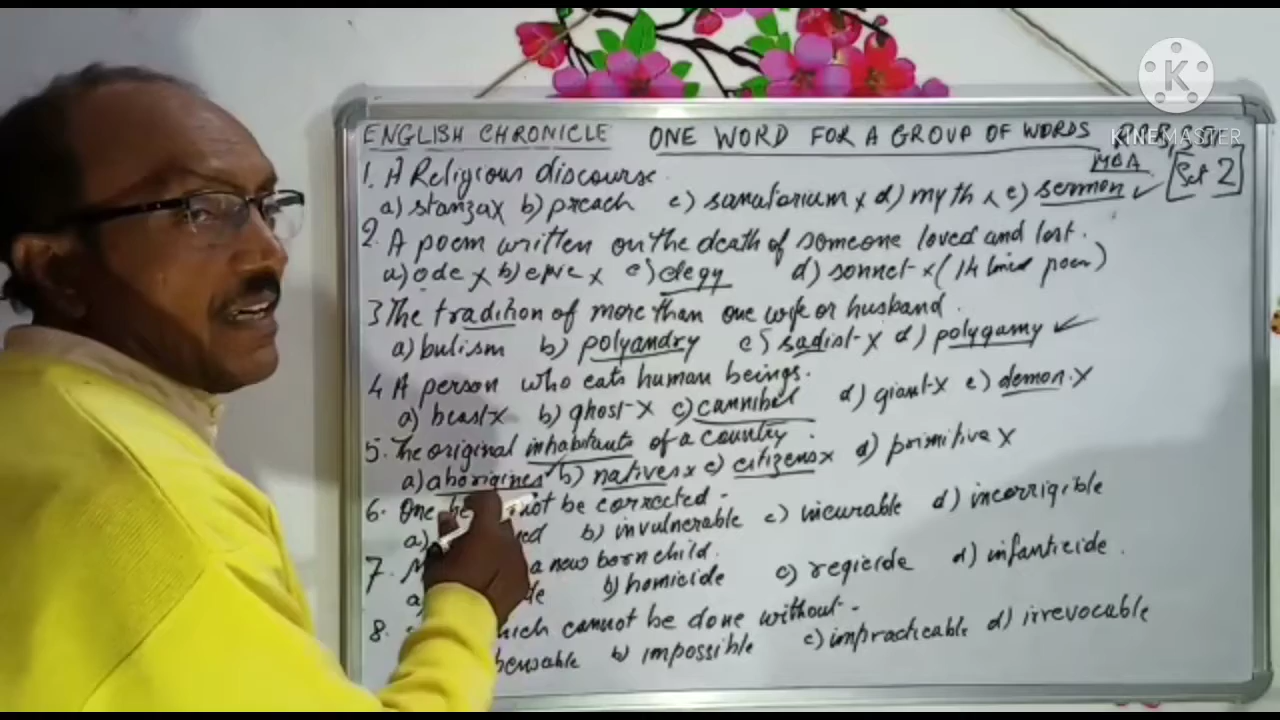 ENGLISH CHRONICLE ONE WORD FOR A GROUP OF WORDS
KINEMASTER
MBA [Set 2]
1. A Religious discourse.
a) stanza x b) preach c) sanatorium x d) myth x e) sermon ✓
2. A poem written on the death of someone loved and lost.
a) ode x b) epic x c) elegy d) sonnet x (14 lined poem)
3 The tradition of more than one wife or husband.
a) bulism b) polyandry c) sadist x d) polygamy ✓
4 A person who eats human beings.
a) beast x b) ghost x c) cannibal d) giant x e) demon x
5. The original inhabitants of a country.
a) aborigines ✓ b) natives x c) citizens x d) primitive x
6. One not be corrected.
a) b) invulnerable c) incurable d) incorrigible
7. a new born child.
a) b) homicide c) regicide d) infanticide.
8. which cannot be done without.
b) impossible c) impracticable d) irrevocable